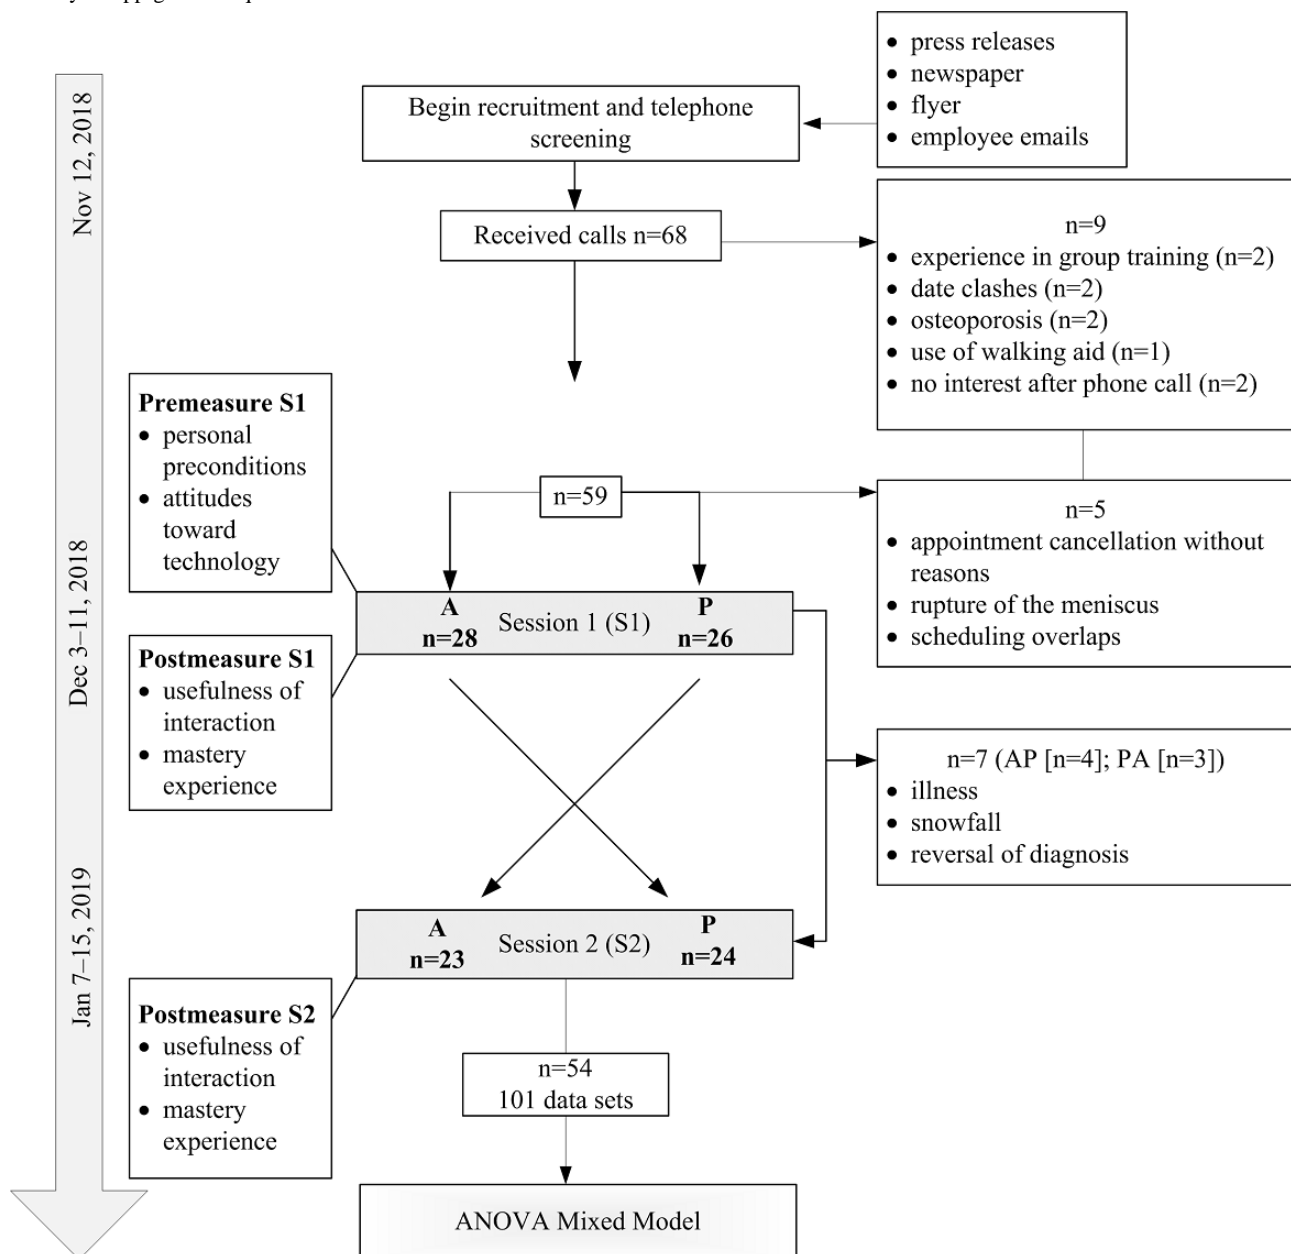 • press releases
• newspaper
• flyer
• employee emails
Begin recruitment and telephone
screening
Nov 12, 2018
Received calls n=68
n=9
• experience in group training (n=2)
• date clashes (n=2)
• osteoporosis (n=2)
• use of walking aid (n=1)
• no interest after phone call (n=2)
Premeasure S1
• personal
preconditions
• attitudes
toward
technology
n=59
n=5
• appointment cancellation without
reasons
• rupture of the meniscus
• scheduling overlaps
Dec 3–11, 2018
A
n=28
Session 1 (S1)
P
n=26
Postmeasure S1
• usefulness of
interaction
• mastery
experience
n=7 (AP [n=4]; PA [n=3])
• illness
• snowfall
• reversal of diagnosis
Jan 7–15, 2019
A
n=23
Session 2 (S2)
P
n=24
Postmeasure S2
• usefulness of
interaction
• mastery
experience
n=54
101 data sets
ANOVA Mixed Model